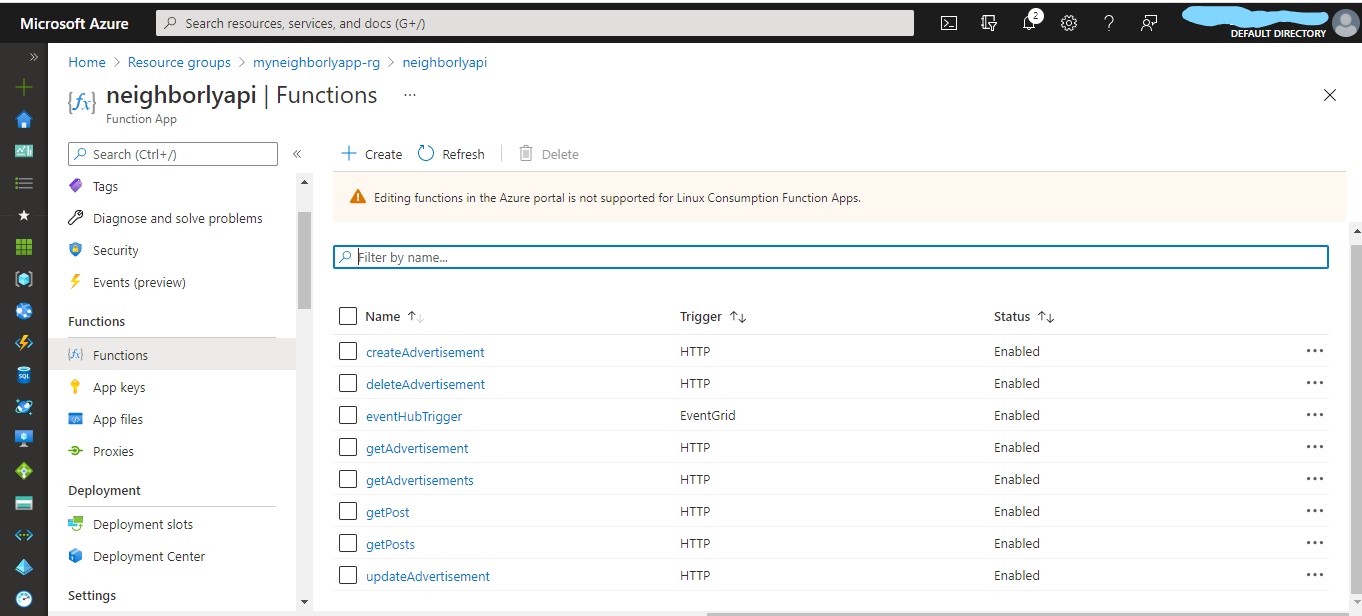 Microsoft Azure
Search resources, services, and docs (G+/)
2
DEFAULT DIRECTORY
Home > Resource groups > myneighborlyapp-rg > neighborlyapi
neighborlyapi | Functions ...
Function App
Search (Ctrl+/)
Tags
Diagnose and solve problems
Security
Events (preview)
Functions
Functions
App keys
App files
Proxies
Deployment
Deployment slots
Deployment Center
Settings
Create Refresh Delete
Editing functions in the Azure portal is not supported for Linux Consumption Function Apps.
Filter by name...
Name Trigger Status
createAdvertisement HTTP Enabled
deleteAdvertisement HTTP Enabled
eventHubTrigger EventGrid Enabled
getAdvertisement HTTP Enabled
getAdvertisements HTTP Enabled
getPost HTTP Enabled
getPosts HTTP Enabled
updateAdvertisement HTTP Enabled